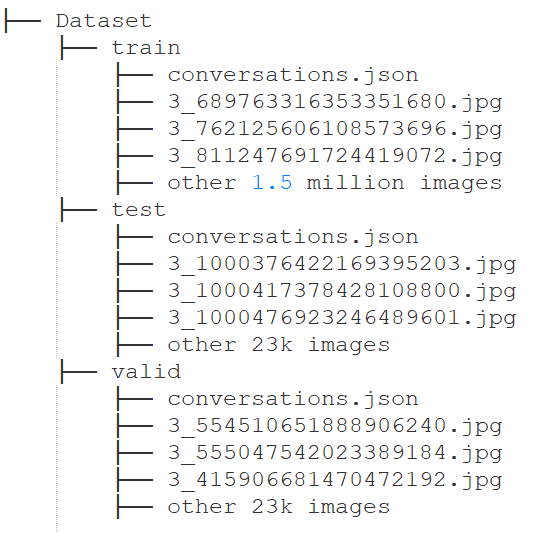 ├── Dataset
├── train
├── conversations.json
├── 3_689763316353351680.jpg
├── 3_762125606108573696.jpg
├── 3_811247691724419072.jpg
├── other 1.5 million images
├── test
├── conversations.json
├── 3_1000376422169395203.jpg
├── 3_1000417378428108800.jpg
├── 3_1000476923246489601.jpg
├── other 23k images
├── valid
├── conversations.json
├── 3_554510651888906240.jpg
├── 3_555047542023389184.jpg
├── 3_415906681470472192.jpg
├── other 23k images